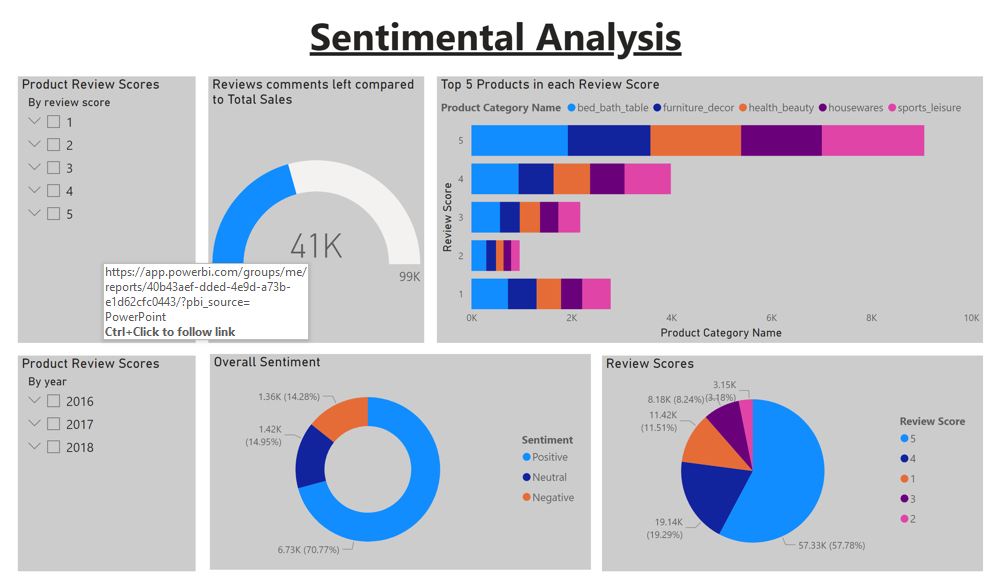 Sentimental Analysis
Product Review Scores
By review score
1
2
3
4
5
Reviews comments left compared
to Total Sales
41K
99K
https://app.powerbi.com/groups/me/
reports/40b43aef-dded-4e9d-a73b-
e1d62cfc0443/?pbi_source=
PowerPoint
Ctrl+Click to follow link
Top 5 Products in each Review Score
Product Category Name bed_bath_table furniture_decor health_beauty housewares sports_leisure
Review Score
5
4
3
2
1
0K 2K 4K 6K 8K 10K
Product Category Name
Product Review Scores
By year
2016
2017
2018
Overall Sentiment
1.36K (14.28%)
1.42K
(14.95%)
6.73K (70.77%)
Sentiment
Positive
Neutral
Negative
Review Scores
3.15K
(3.18%)
8.18K (8.24%)
11.42K
(11.51%)
19.14K
(19.29%)
57.33K (57.78%)
Review Score
5
4
1
3
2